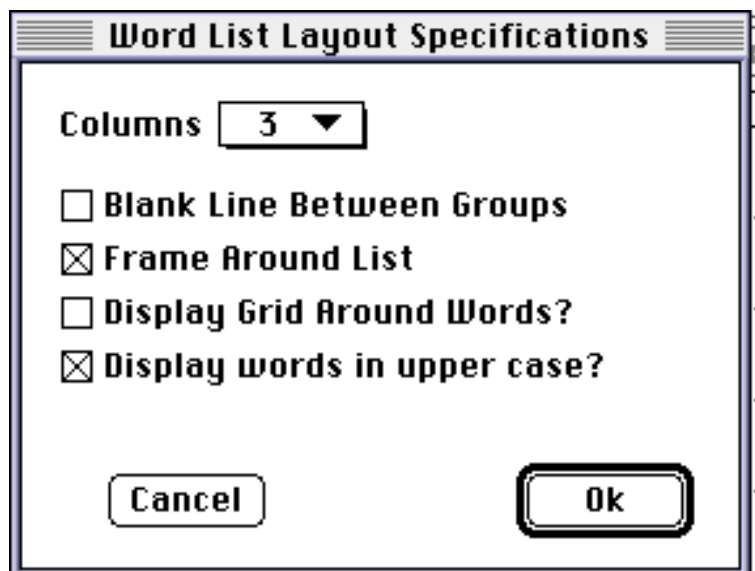 Word List Layout Specifications
Columns 3
Blank Line Between Groups
Frame Around List
Display Grid Around Words?
Display words in upper case?
Cancel Ok